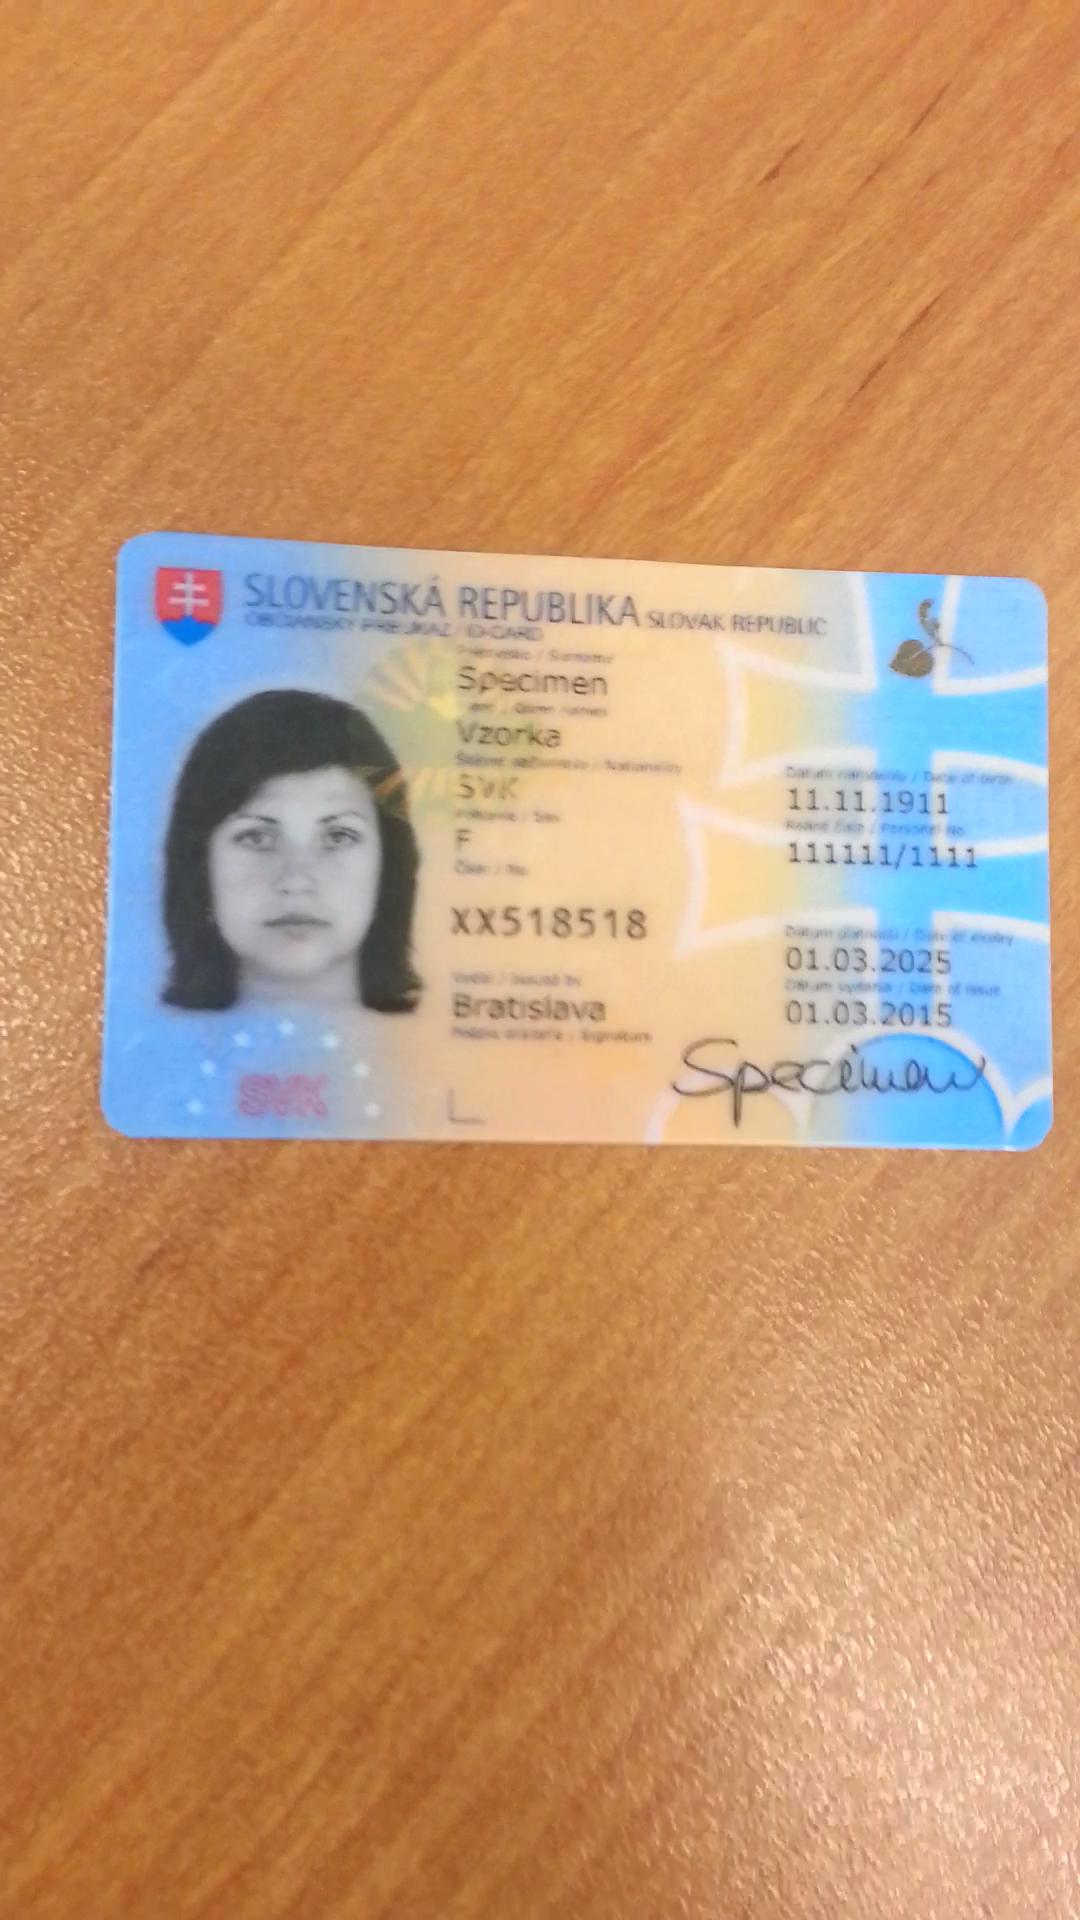 SLOVENSKÁ REPUBLIKA SLOVAK REPUBLIC
OBČIANSKY PREUKAZ / ID-CARD
Priezvisko / Surname
Specimen
Given names
Vzorka
Štátne občianstvo / Nationality
SVK
Pohlavie / Sex
F
Číslo / No.
XX518518
Vydal / Issued by
Bratislava
Podpis držiteľa / Signature
Dátum narodenia / Date of birth
11.11.1911
Rodné číslo / Personal No.
111111/1111
Dátum platnosti / Date of expiry
01.03.2025
Dátum vydania / Date of issue
01.03.2015
Specimen
SVK